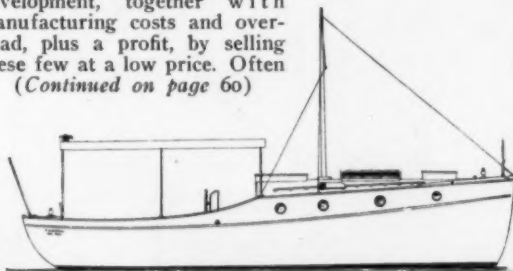 velopment, together with
anufacturing costs and over-
ad, plus a profit, by selling
ese few at a low price. Often
(Continued on page 60)